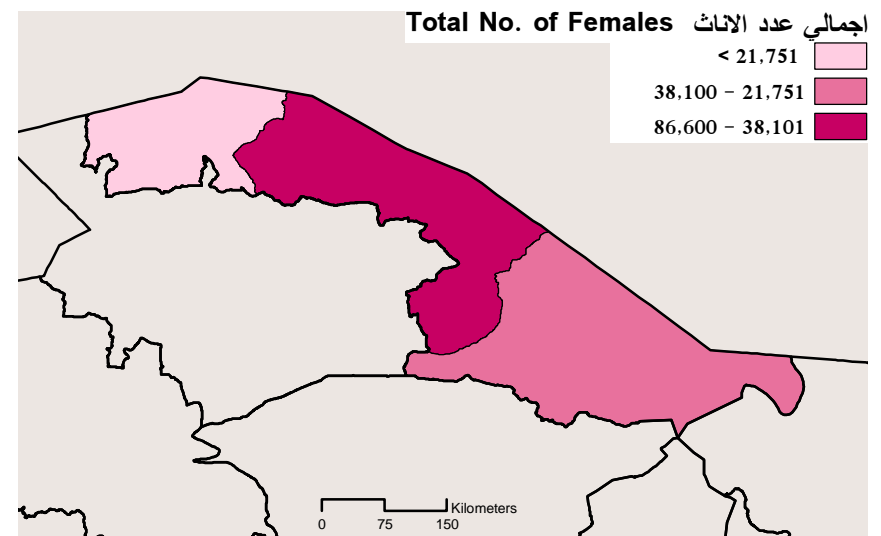 Total No. of Females اجمالي عدد الاناث
< 21,751
38,100 - 21,751
86,600 - 38,101
Kilometers
0 75 150